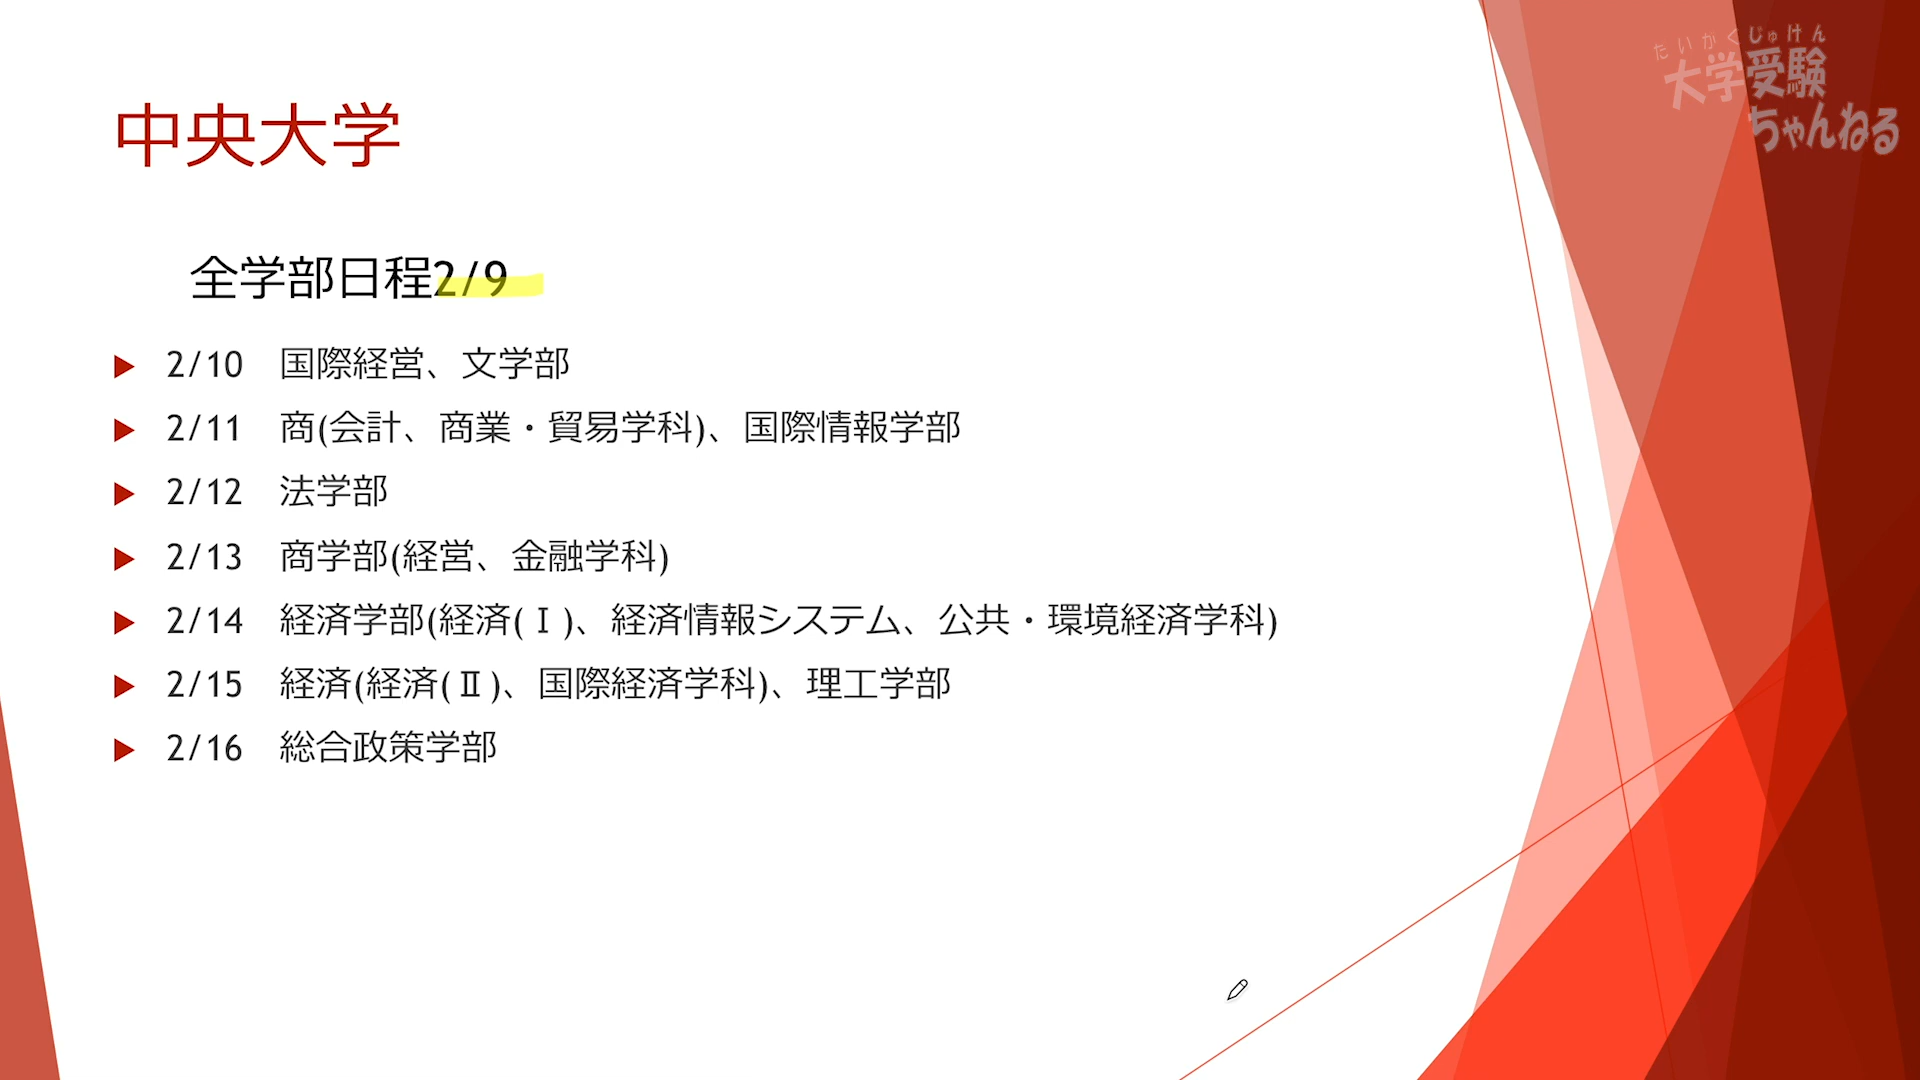 中央大学
全学部日程2/9
2/10　国際経営、文学部
2/11　商(会計、商業・貿易学科)、国際情報学部
2/12　法学部
2/13　商学部(経営、金融学科)
2/14　経済学部(経済(Ⅰ)、経済情報システム、公共・環境経済学科)
2/15　経済(経済(Ⅱ)、国際経済学科)、理工学部
2/16　総合政策学部
たいがくじゅけん
大学受験
ちゃんねる